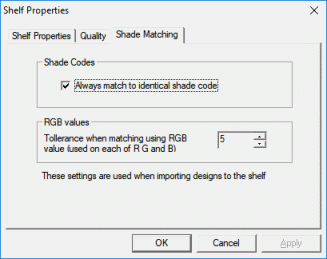 Shelf Properties
Shelf Properties Quality Shade Matching
Shade Codes
Always match to identical shade code
RGB values
Tollerance when matching using RGB 5
value (used on each of R G and B)
These settings are used when importing designs to the shelf
OK Cancel Apply